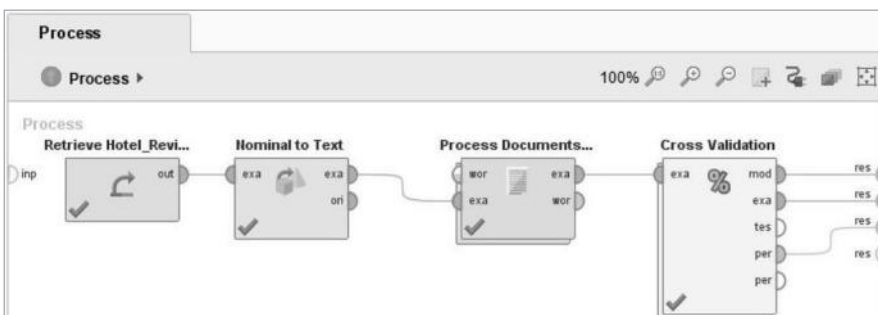 Process
Process
100%
Process
Retrieve Hotel_Revi... Nominal to Text Process Documents... Cross Validation
inp out exa exa wor exa exa mod res
ori exa wor exa res
tes res
per res
per